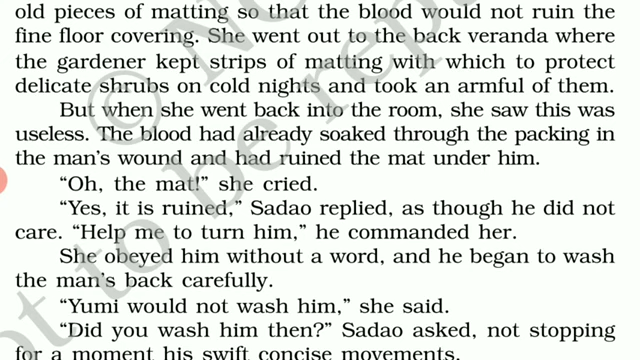 old pieces of matting so that the blood would not ruin the
fine floor covering. She went out to the back veranda where
the gardener kept strips of matting with which to protect
delicate shrubs on cold nights and took an armful of them.
But when she went back into the room, she saw this was
useless. The blood had already soaked through the packing in
the man's wound and had ruined the mat under him.
“Oh, the mat!” she cried.
“Yes, it is ruined,” Sadao replied, as though he did not
care. “Help me to turn him,” he commanded her.
She obeyed him without a word, and he began to wash
the man's back carefully.
“Yumi would not wash him,” she said.
“Did you wash him then?” Sadao asked, not stopping
for a moment his swift concise movements.